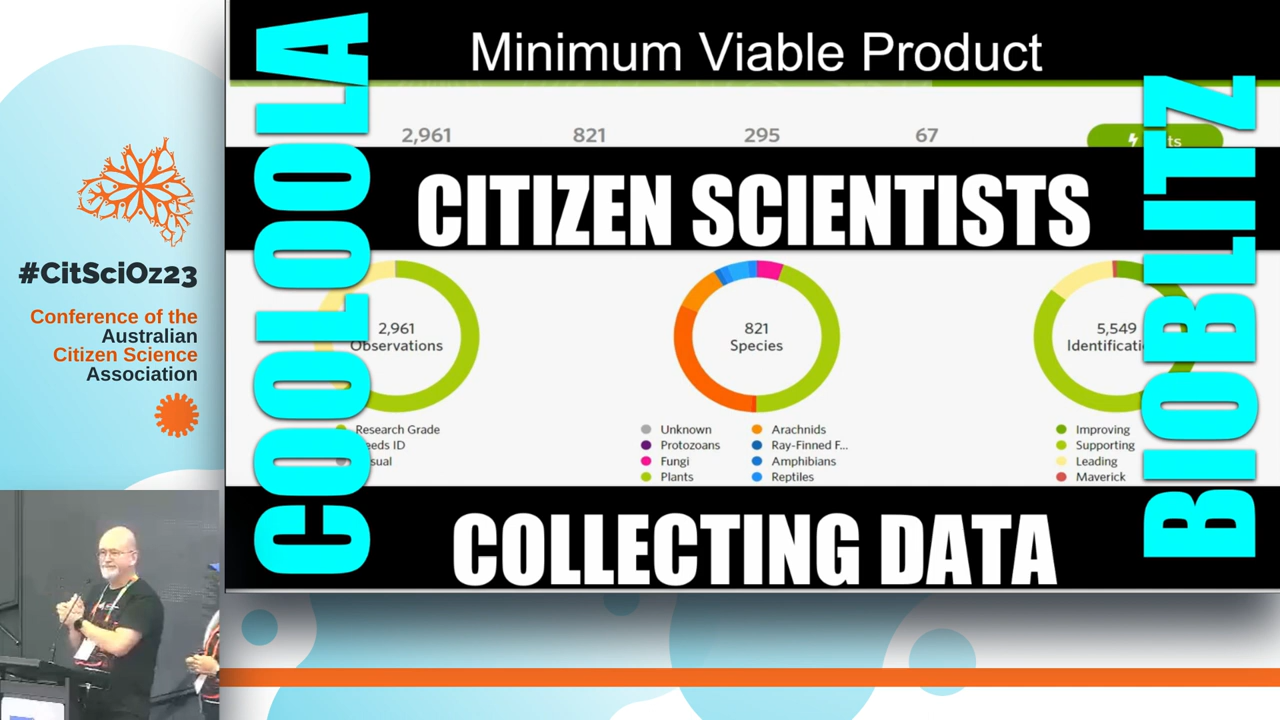 #CitSciOz23
Conference of the
Australian
Citizen Science
Association
COOLOOLA
BIOBLITZ
Minimum Viable Product
2,961
821
295
67
CITIZEN SCIENTISTS
2,961
Observations
821
Species
5,549
Research Grade
Unknown
Protozoans
Fungi
Plants
Arachnids
Ray-Finned F...
Amphibians
Reptiles
Improving
Supporting
Leading
Maverick
COLLECTING DATA